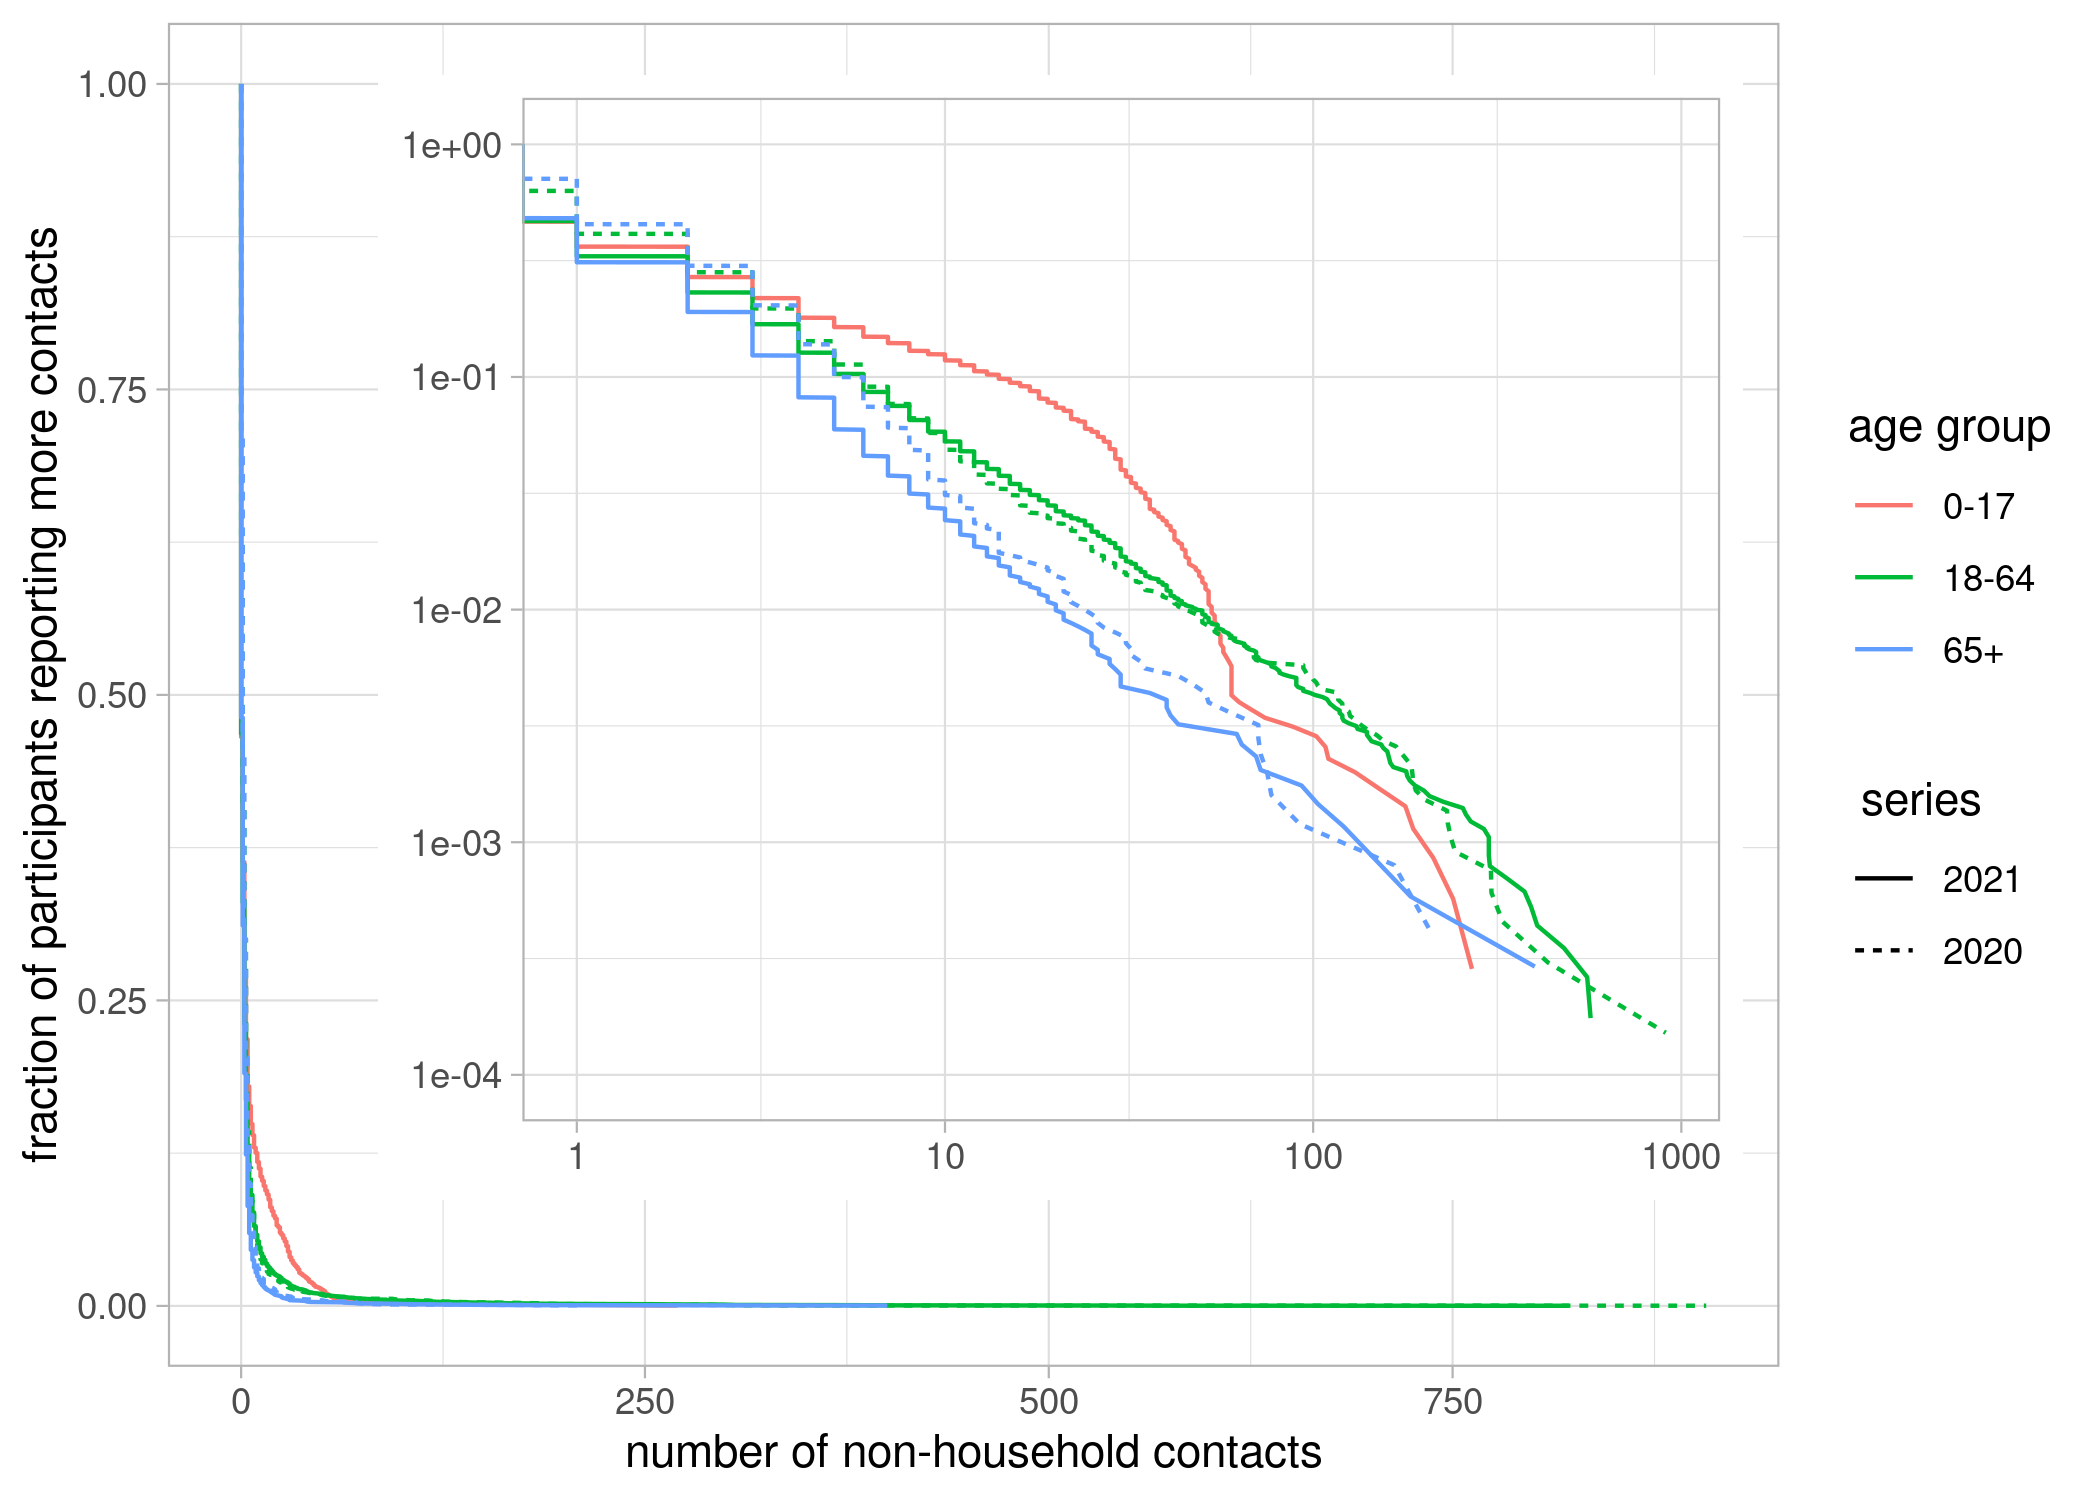 fraction of participants reporting more contacts
1.00
0.75
0.50
0.25
0.00
1e+00
1e-01
1e-02
1e-03
1e-04
1 10 100 1000
0 250 500 750
number of non-household contacts
age group
0-17
18-64
65+
series
2021
2020